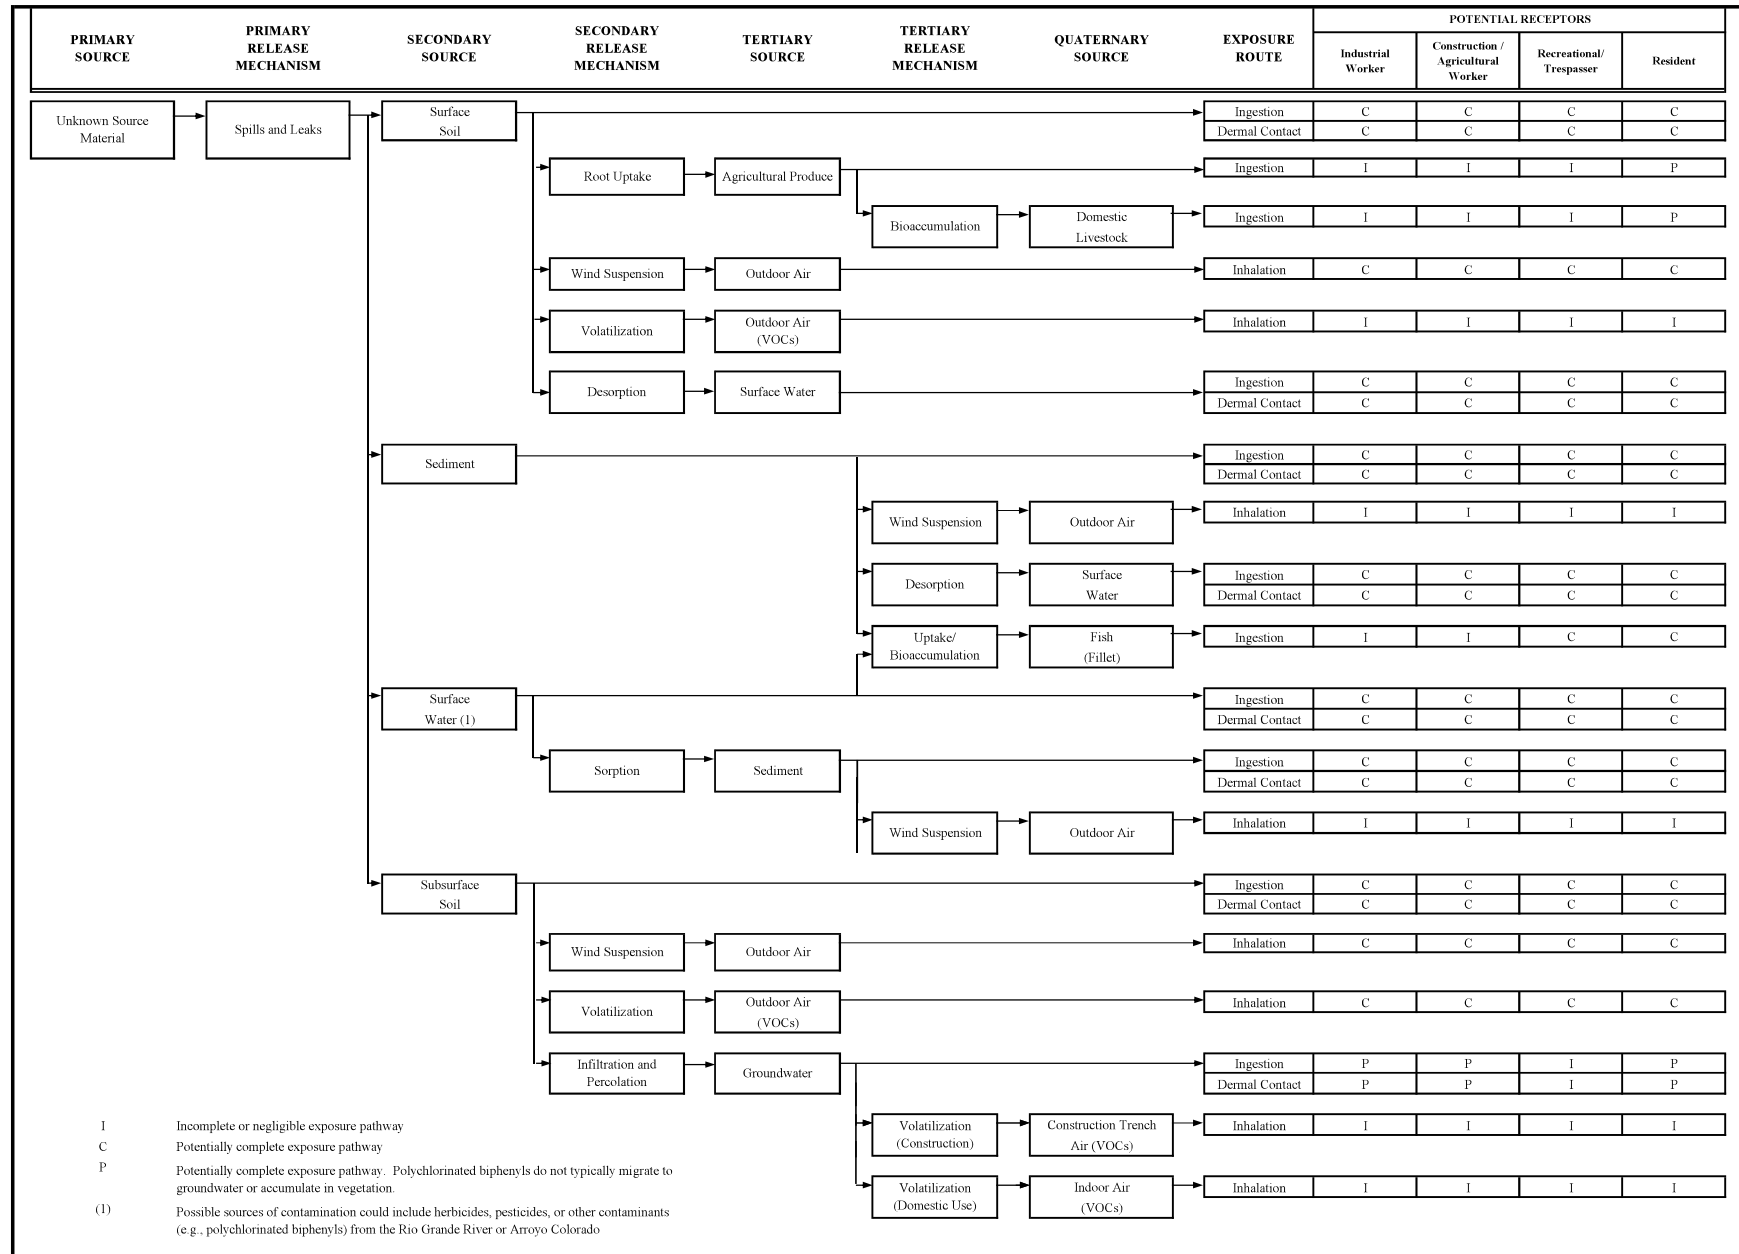 POTENTIAL RECEPTORS
PRIMARY
SOURCE
PRIMARY
RELEASE
MECHANISM
SECONDARY
SOURCE
SECONDARY
RELEASE
MECHANISM
TERTIARY
SOURCE
TERTIARY
RELEASE
MECHANISM
QUATERNARY
SOURCE
EXPOSURE
ROUTE
Industrial
Worker
Construction /
Agricultural
Worker
Recreational/
Trespasser
Resident
Unknown Source
Material
Spills and Leaks
Surface
Soil
Ingestion C C C C
Dermal Contact C C C C
Root Uptake
Agricultural Produce
Ingestion I I I P
Bioaccumulation
Domestic
Livestock
Ingestion I I I P
Wind Suspension
Outdoor Air
Inhalation C C C C
Volatilization
Outdoor Air
(VOCs)
Inhalation I I I I
Desorption
Surface Water
Ingestion C C C C
Dermal Contact C C C C
Sediment
Ingestion C C C C
Dermal Contact C C C C
Wind Suspension
Outdoor Air
Inhalation I I I I
Desorption
Surface
Water
Ingestion C C C C
Dermal Contact C C C C
Uptake/
Bioaccumulation
Fish
(Fillet)
Ingestion I I C C
Surface
Water (1)
Ingestion C C C C
Dermal Contact C C C C
Sorption
Sediment
Ingestion C C C C
Dermal Contact C C C C
Wind Suspension
Outdoor Air
Inhalation I I I I
Subsurface
Soil
Ingestion C C C C
Dermal Contact C C C C
Wind Suspension
Outdoor Air
Inhalation C C C C
Volatilization
Outdoor Air
(VOCs)
Inhalation C C C C
Infiltration and
Percolation
Groundwater
Ingestion P P I P
Dermal Contact P P I P
Volatilization
(Construction)
Construction Trench
Air (VOCs)
Inhalation I I I I
Volatilization
(Domestic Use)
Indoor Air
(VOCs)
Inhalation I I I I
I Incomplete or negligible exposure pathway
C Potentially complete exposure pathway
P Potentially complete exposure pathway. Polychlorinated biphenyls do not typically migrate to
groundwater or accumulate in vegetation.
(1) Possible sources of contamination could include herbicides, pesticides, or other contaminants
(e.g., polychlorinated biphenyls) from the Rio Grande River or Arroyo Colorado